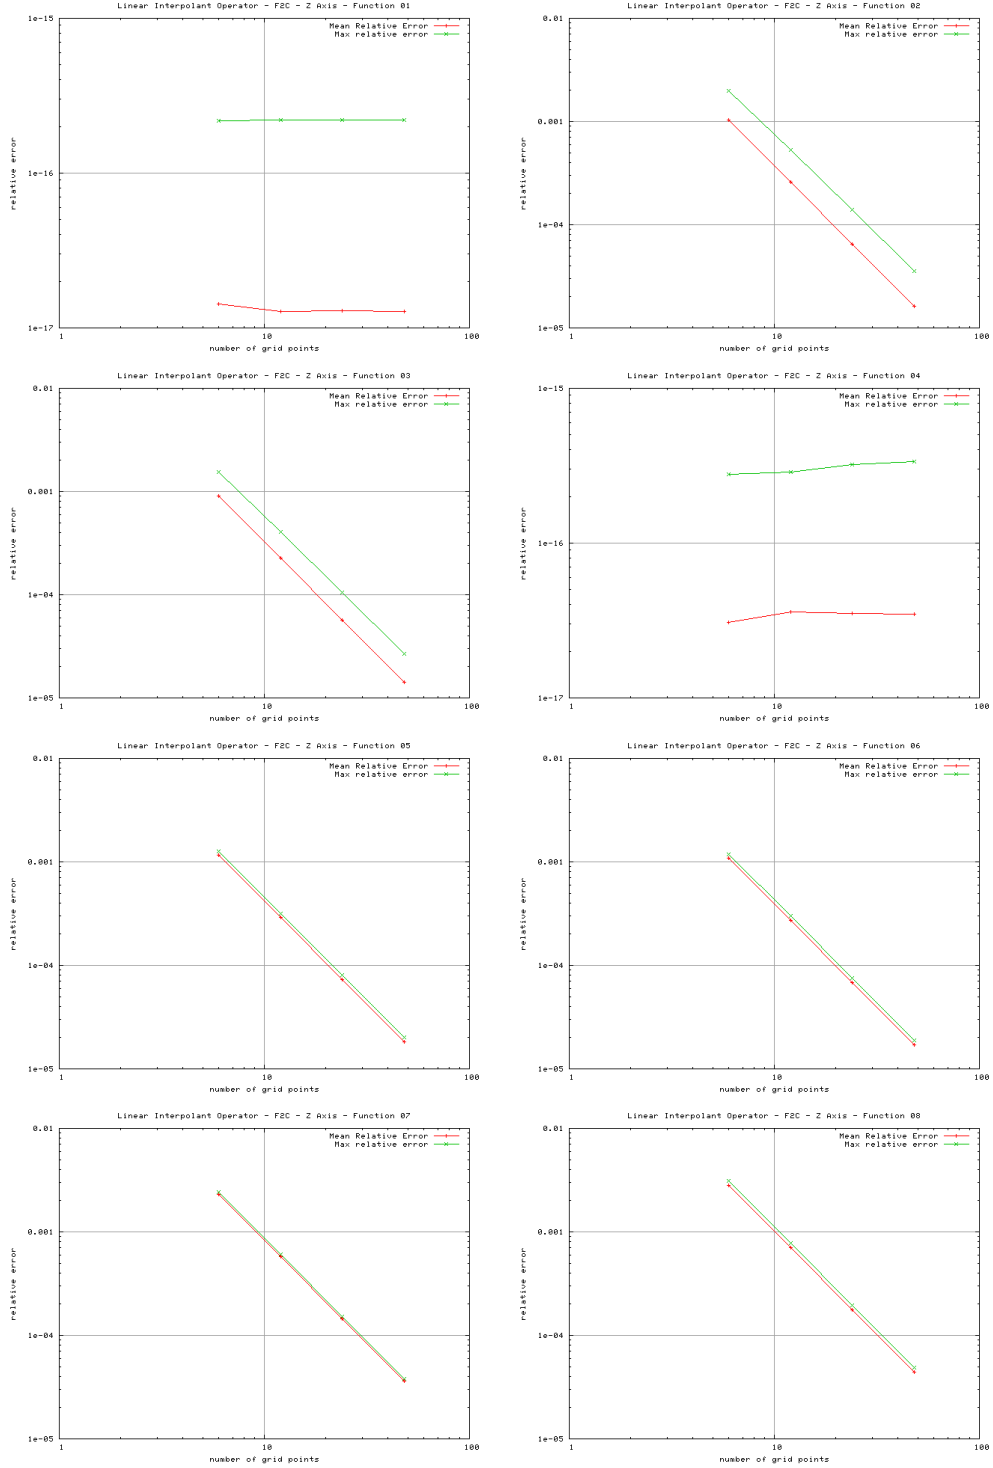 Linear Interpolant Operator - F2C - Z Axis - Function 01
1e-15
Mean Relative Error
Max relative error
1e-16
relative error
1e-17
1
10
100
number of grid points
Linear Interpolant Operator - F2C - Z Axis - Function 02
0.01
Mean Relative Error
Max relative error
0.001
relative error
1e-04
1e-05
1
10
100
number of grid points
Linear Interpolant Operator - F2C - Z Axis - Function 03
0.01
Mean Relative Error
Max relative error
0.001
relative error
1e-04
1e-05
1
10
100
number of grid points
Linear Interpolant Operator - F2C - Z Axis - Function 04
1e-15
Mean Relative Error
Max relative error
1e-16
relative error
1e-17
1
10
100
number of grid points
Linear Interpolant Operator - F2C - Z Axis - Function 05
0.01
Mean Relative Error
Max relative error
0.001
relative error
1e-04
1e-05
1
10
100
number of grid points
Linear Interpolant Operator - F2C - Z Axis - Function 06
0.01
Mean Relative Error
Max relative error
0.001
relative error
1e-04
1e-05
1
10
100
number of grid points
Linear Interpolant Operator - F2C - Z Axis - Function 07
0.01
Mean Relative Error
Max relative error
0.001
relative error
1e-04
1e-05
1
10
100
number of grid points
Linear Interpolant Operator - F2C - Z Axis - Function 08
0.01
Mean Relative Error
Max relative error
0.001
relative error
1e-04
1e-05
1
10
100
number of grid points